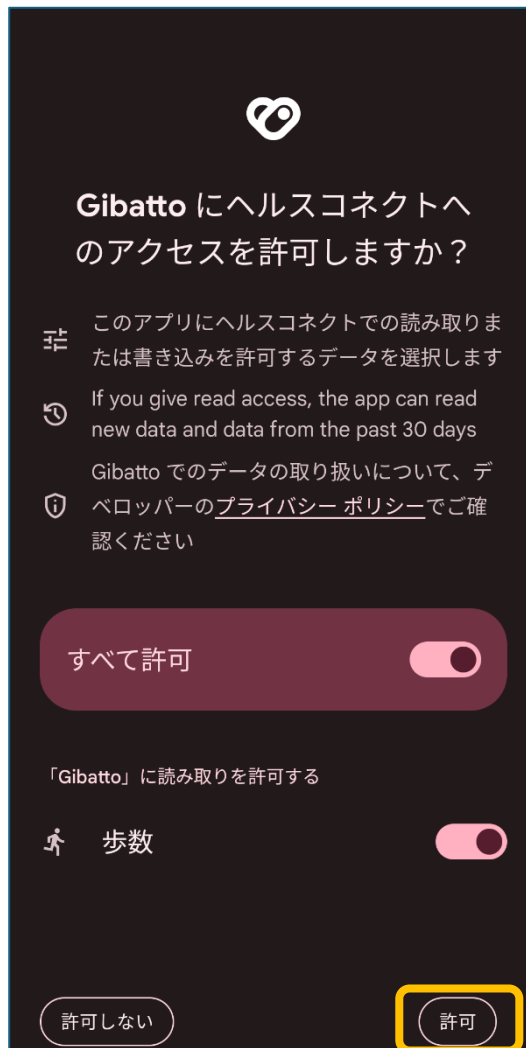 Gibatto にヘルスコネクトへ
のアクセスを許可しますか？
このアプリにヘルスコネクトでの読み取りま
たは書き込みを許可するデータを選択します
If you give read access, the app can read
new data and data from the past 30 days
Gibatto でのデータの取り扱いについて、デ
ベロッパーのプライバシー ポリシーでご確
認ください
すべて許可
「Gibatto」に読み取りを許可する
歩数
許可しない
許可